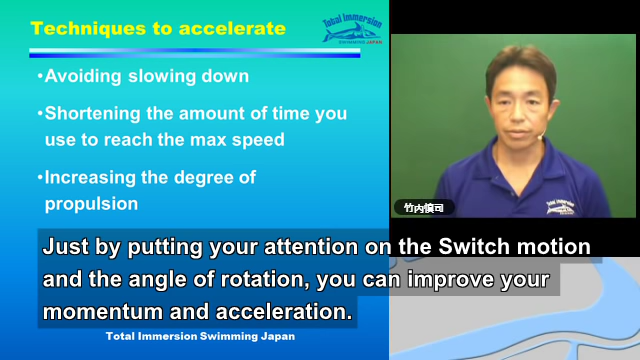 Techniques to accelerate
Total Immersion
SWIMMING JAPAN
•Avoiding slowing down
•Shortening the amount of time you
use to reach the max speed
•Increasing the degree of
propulsion
竹内慎司
Total Immersion
Just by putting your attention on the Switch motion
and the angle of rotation, you can improve your
momentum and acceleration.
Total Immersion Swimming Japan